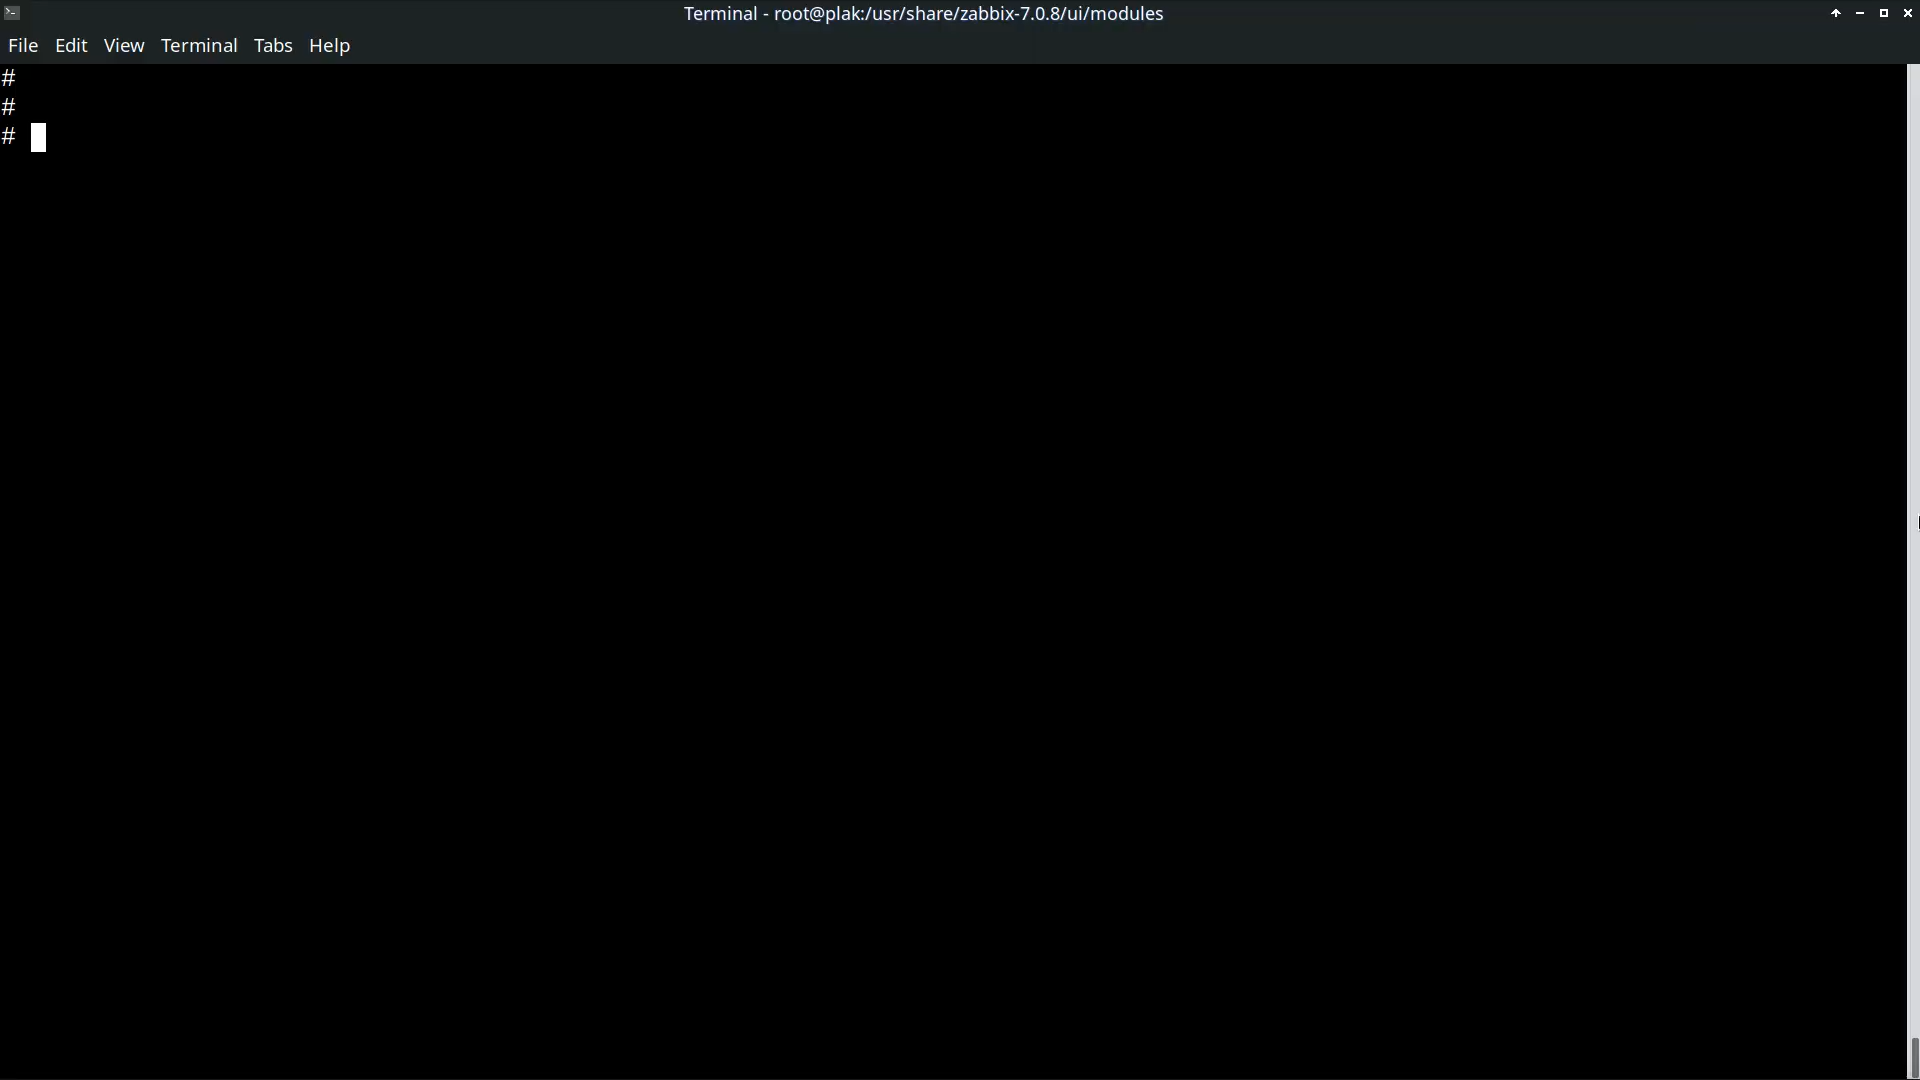 Terminal - root@plak:/usr/share/zabbix-7.0.8/ui/modules
File Edit View Terminal Tabs Help
#
#
#